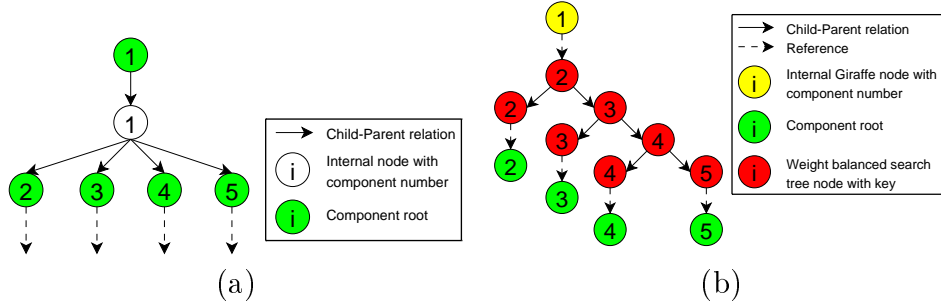 1
1
2 3 4 5
Child-Parent relation
i Internal node with
component number
i Component root
(a)
1
2
2 3
3 4
2 4 5
3
4 5
Child-Parent relation
Reference
i Internal Giraffe node with
component number
i Component root
i Weight balanced search
tree node with key
(b)